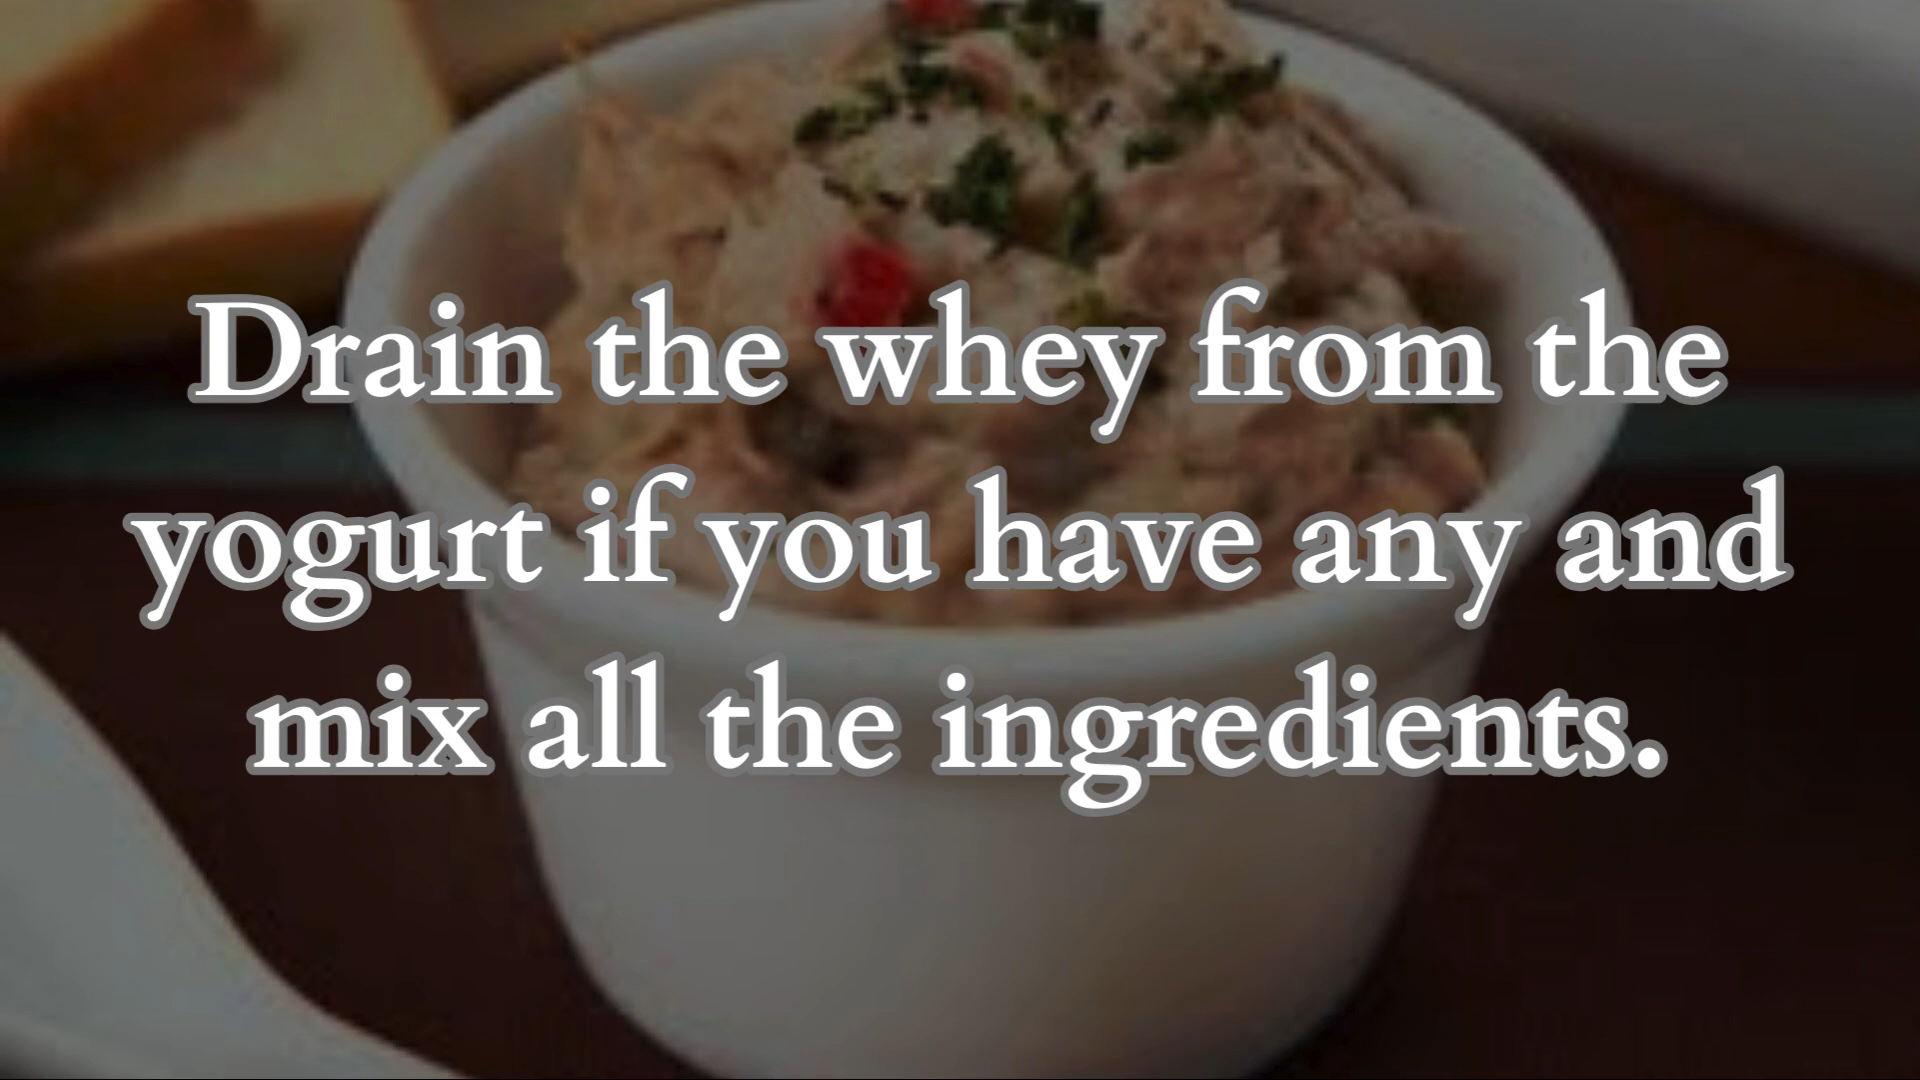 Drain the whey from the
yogurt if you have any and
mix all the ingredients.